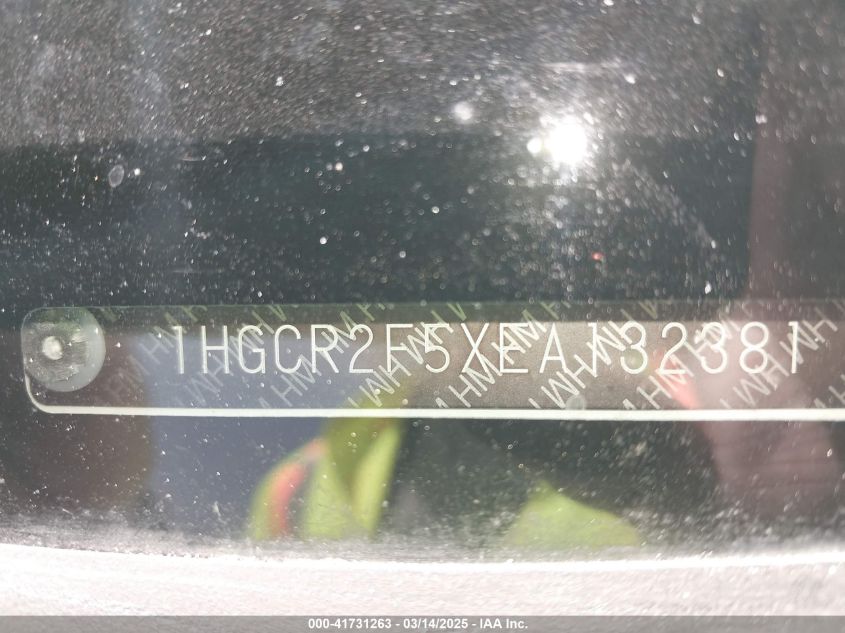 1HGCR2F5XEA132381
000-41731263 - 03/14/2025 - IAA Inc.